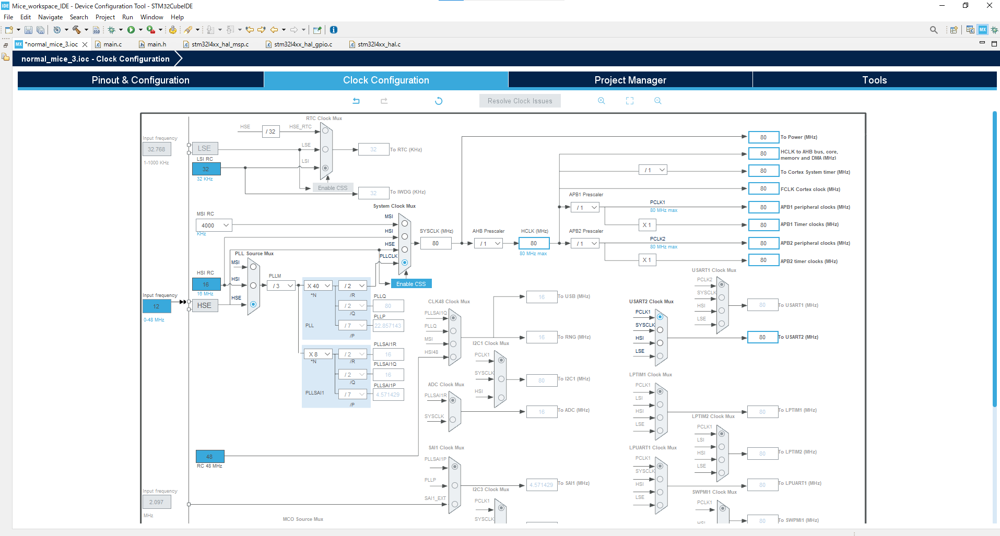 IDE Mice_workspace_IDE - Device Configuration Tool - STM32CubeIDE
File Edit Navigate Search Project Run Window Help
MX *normal_mice_3.ioc main.c main.h stm32l4xx_hal_msp.c stm32l4xx_hal_gpio.c stm32l4xx_hal.c
normal_mice_3.ioc - Clock Configuration
Pinout & Configuration Clock Configuration Project Manager Tools
Resolve Clock Issues
RTC Clock Mux
HSE / 32 HSE_RTC
Input frequency
32.768
1-1000 KHz
LSE
LSE
32 To RTC (KHz)
LSI RC
32
32 KHz
LSI
Enable CSS
32 To IWDG (KHz)
80 To Power (MHz)
80 HCLK to AHB bus, core,
memory and DMA (MHz)
/ 1 80 To Cortex System timer (MHz)
80 FCLK Cortex clock (MHz)
APB1 Prescaler
/ 1
PCLK1
80 MHz max
80 APB1 peripheral clocks (MHz)
X 1 80 APB1 Timer clocks (MHz)
System Clock Mux
MSI RC
4000
KHz
MSI
HSI
HSE
PLLCLK
SYSCLK (MHz)
80
AHB Prescaler
/ 1
HCLK (MHz)
80
80 MHz max
APB2 Prescaler
/ 1
PCLK2
80 MHz max
80 APB2 peripheral clocks (MHz)
X 1 80 APB2 timer clocks (MHz)
Enable CSS
PLL Source Mux
MSI
HSI
HSE
HSI RC
16
16 MHz
Input frequency
12
0-48 MHz
HSE
PLLM
/ 3
X 40
*N
/ 2
/R
PLLQ
/ 2 80
/Q
PLLP
PLL / 7 22.857143
/P
PLLSAI1R
X 8
*N
/ 2 16
/R
PLLSAI1Q
/ 2 16
/Q
PLLSAI1P
PLLSAI1 / 7 4.571429
/P
48
RC 48 MHz
Input frequency
2.097
MHz
CLK48 Clock Mux
PLLSAI1Q
PLLQ
MSI
HSI48
16 To USB (MHz)
16 To RNG (MHz)
I2C1 Clock Mux
PCLK1
SYSCLK
HSI
80 To I2C1 (MHz)
ADC Clock Mux
PLLSAI1R
SYSCLK
16 To ADC (MHz)
SAI1 Clock Mux
PLLSAI1P
PLLP
SAI1_EXT
4.571429 To SAI1 (MHz)
I2C3 Clock Mux
PCLK1
SYSCLK
MCO Source Mux
USART1 Clock Mux
PCLK2
SYSCLK
HSI
LSE
80 To USART1 (MHz)
USART2 Clock Mux
PCLK1
SYSCLK
HSI
LSE
80 To USART2 (MHz)
LPTIM1 Clock Mux
PCLK1
LSI
HSI
LSE
80 To LPTIM1 (MHz)
LPTIM2 Clock Mux
PCLK1
LSI
HSI
LSE
80 To LPTIM2 (MHz)
LPUART1 Clock Mux
PCLK1
SYSCLK
HSI
LSE
80 To LPUART1 (MHz)
SWPMI1 Clock Mux
PCLK1
HSI
80 To SWPMI1 (MHz)